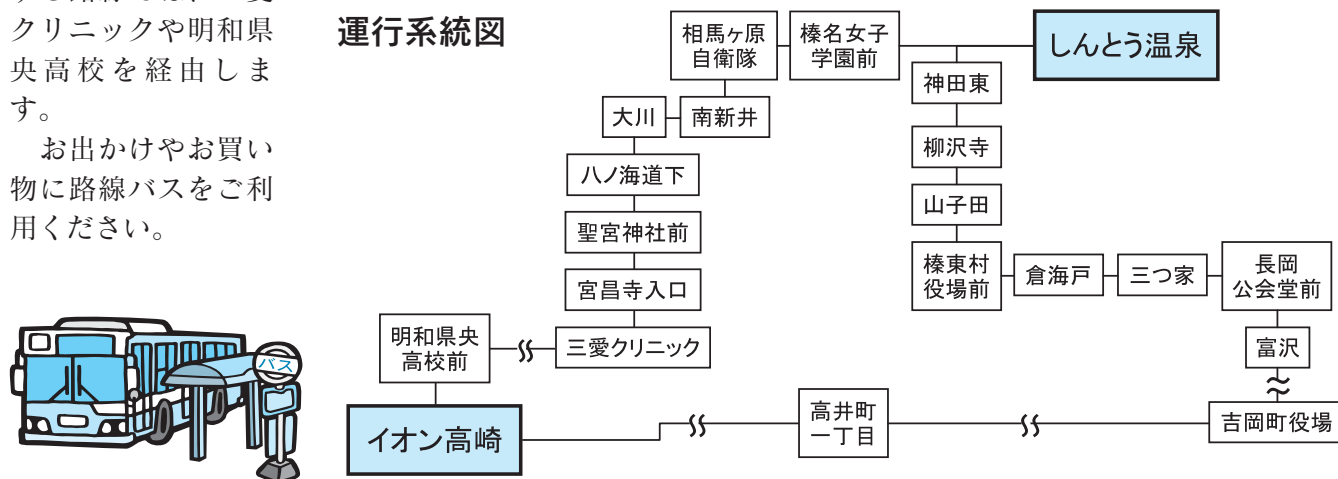 クリニックや明和県
央高校を経由しま
す。
お出かけやお買い
物に路線バスをご利
用ください。
運行系統図
相馬ヶ原
自衛隊
榛名女子
学園前
しんとう温泉
神田東
大川
南新井
柳沢寺
八ノ海道下
山子田
聖宮神社前
榛東村
役場前
倉海戸
三つ家
長岡
公会堂前
宮昌寺入口
明和県央
高校前
三愛クリニック
富沢
バス
イオン高崎
高井町
一丁目
吉岡町役場